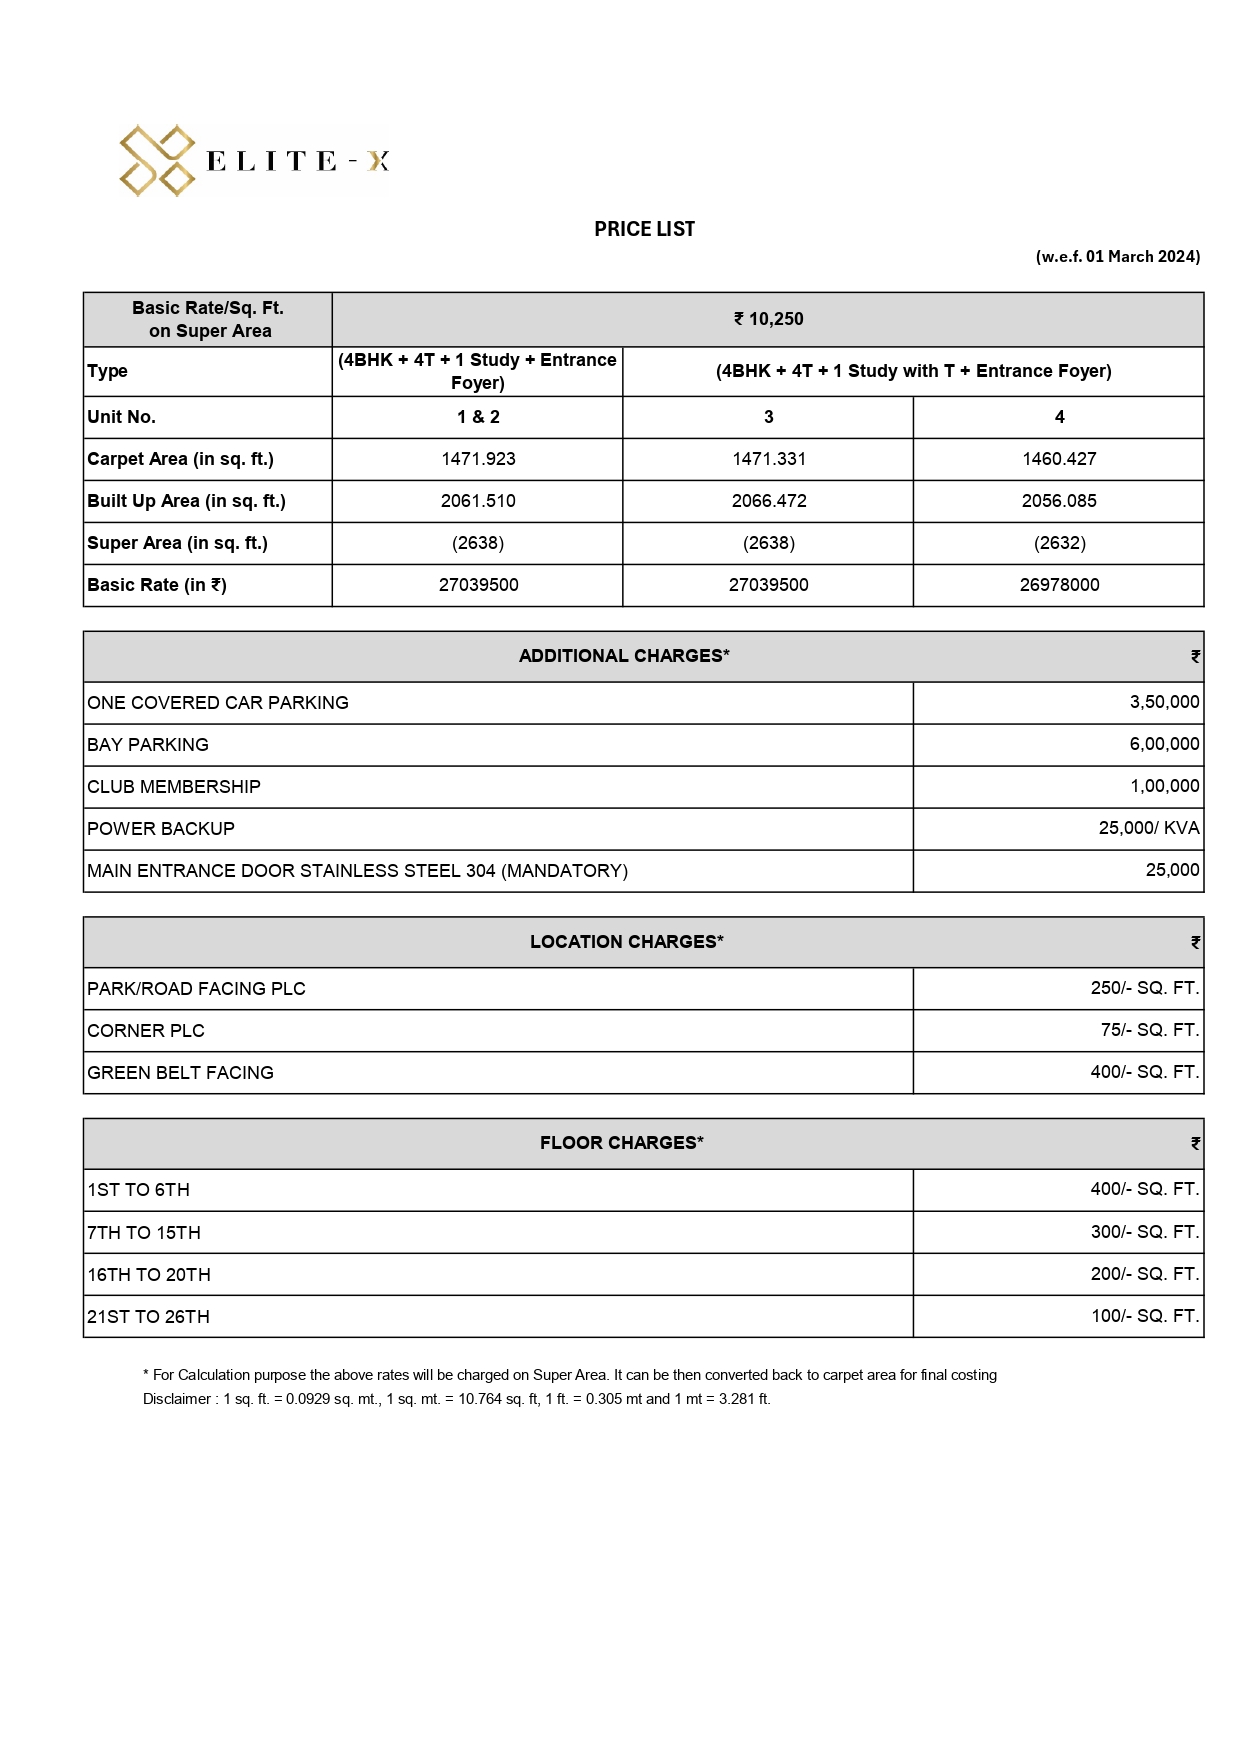 ELITE-X
PRICE LIST
(w.e.f. 01 March 2024)
Basic Rate/Sq. Ft.
on Super Area
₹ 10,250
Type
(4BHK + 4T + 1 Study + Entrance
Foyer)
(4BHK + 4T + 1 Study with T + Entrance Foyer)
Unit No. 1 & 2 3 4
Carpet Area (in sq. ft.) 1471.923 1471.331 1460.427
Built Up Area (in sq. ft.) 2061.510 2066.472 2056.085
Super Area (in sq. ft.) (2638) (2638) (2632)
Basic Rate (in ₹) 27039500 27039500 26978000
ADDITIONAL CHARGES* ₹
ONE COVERED CAR PARKING 3,50,000
BAY PARKING 6,00,000
CLUB MEMBERSHIP 1,00,000
POWER BACKUP 25,000/ KVA
MAIN ENTRANCE DOOR STAINLESS STEEL 304 (MANDATORY) 25,000
LOCATION CHARGES* ₹
PARK/ROAD FACING PLC 250/- SQ. FT.
CORNER PLC 75/- SQ. FT.
GREEN BELT FACING 400/- SQ. FT.
FLOOR CHARGES* ₹
1ST TO 6TH 400/- SQ. FT.
7TH TO 15TH 300/- SQ. FT.
16TH TO 20TH 200/- SQ. FT.
21ST TO 26TH 100/- SQ. FT.
* For Calculation purpose the above rates will be charged on Super Area. It can be then converted back to carpet area for final costing
Disclaimer : 1 sq. ft. = 0.0929 sq. mt., 1 sq. mt. = 10.764 sq. ft, 1 ft. = 0.305 mt and 1 mt = 3.281 ft.